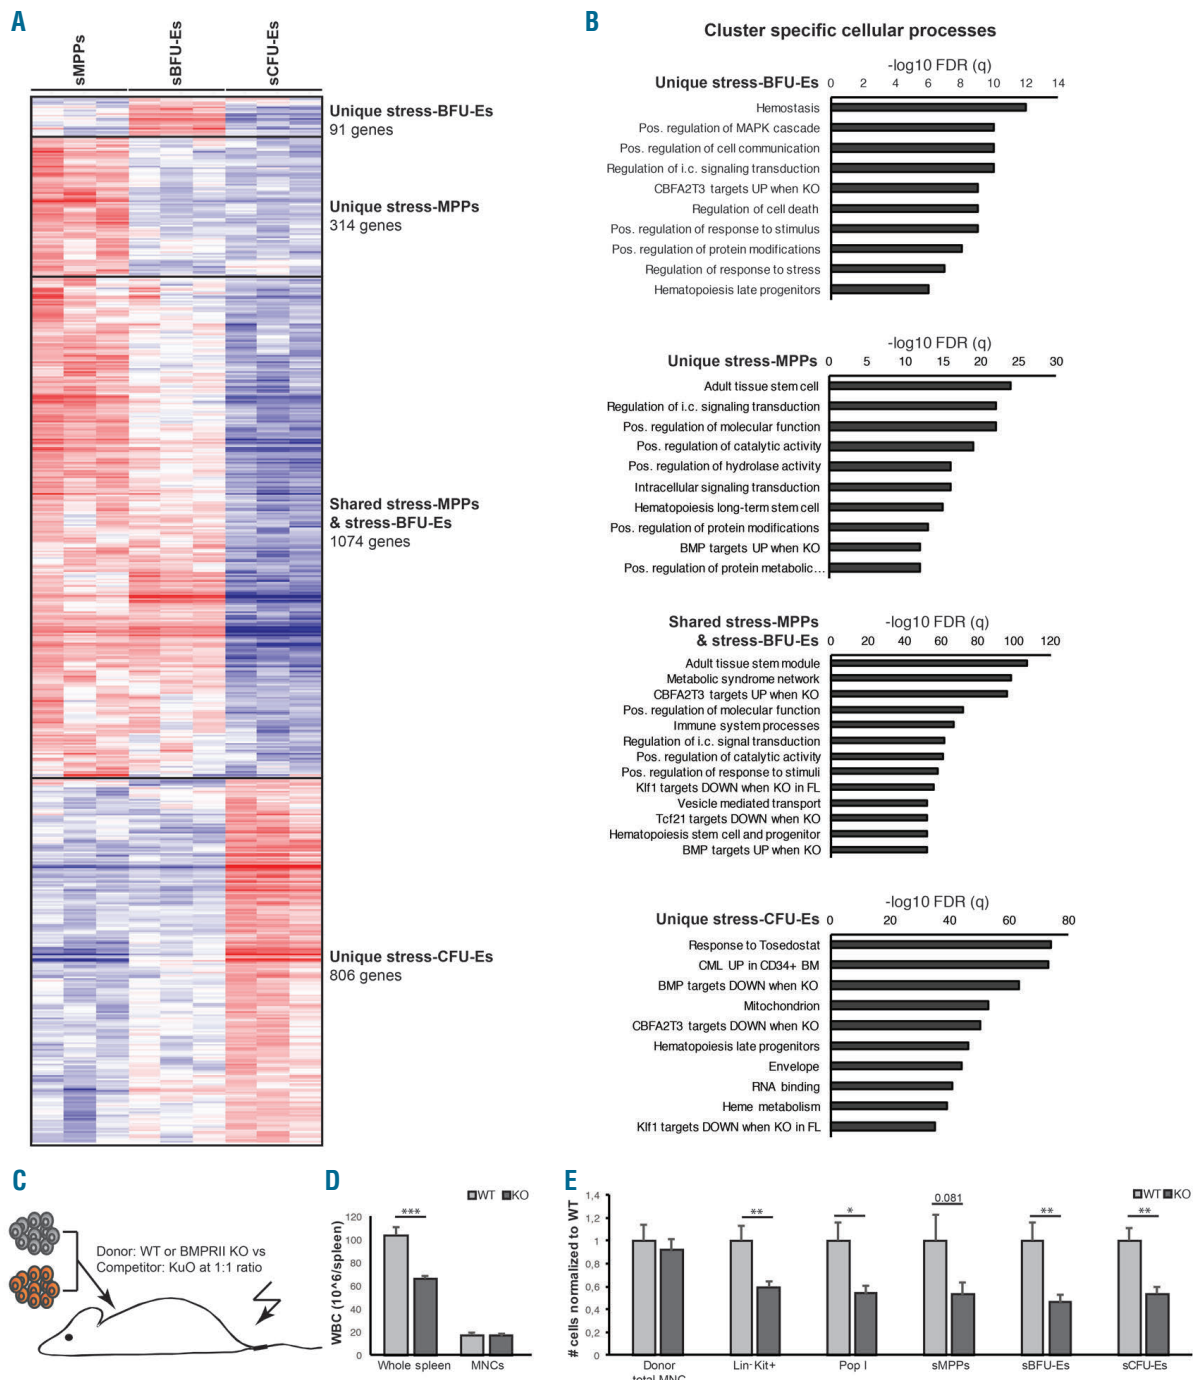 A
sMPPs
sBFU-Es
sCFU-Es
Unique stress-BFU-Es
91 genes
Unique stress-MPPs
314 genes
Shared stress-MPPs
& stress-BFU-Es
1074 genes
Unique stress-CFU-Es
806 genes
B
Cluster specific cellular processes
-log10 FDR (q)
Unique stress-BFU-Es
0 2 4 6 8 10 12 14
Hemostasis
Pos. regulation of MAPK cascade
Pos. regulation of cell communication
Regulation of i.c. signaling transduction
CBFA2T3 targets UP when KO
Regulation of cell death
Pos. regulation of response to stimulus
Pos. regulation of protein modifications
Regulation of response to stress
Hematopoiesis late progenitors
-log10 FDR (q)
Unique stress-MPPs
0 5 10 15 20 25 30
Adult tissue stem cell
Regulation of i.c. signaling transduction
Pos. regulation of molecular function
Pos. regulation of catalytic activity
Pos. regulation of hydrolase activity
Intracellular signaling transduction
Hematopoiesis long-term stem cell
Pos. regulation of protein modifications
BMP targets UP when KO
Pos. regulation of protein metabolic...
Shared stress-MPPs
& stress-BFU-Es
-log10 FDR (q)
0 20 40 60 80 100 120
Adult tissue stem module
Metabolic syndrome network
CBFA2T3 targets UP when KO
Pos. regulation of molecular function
Immune system processes
Regulation of i.c. signal transduction
Pos. regulation of catalytic activity
Pos. regulation of response to stimuli
Klf1 targets DOWN when KO in FL
Vesicle mediated transport
Tcf21 targets DOWN when KO
Hematopoiesis stem cell and progenitor
BMP targets UP when KO
-log10 FDR (q)
Unique stress-CFU-Es
0 20 40 60 80
Response to Tosedostat
CML UP in CD34+ BM
BMP targets DOWN when KO
Mitochondrion
CBFA2T3 targets DOWN when KO
Hematopoiesis late progenitors
Envelope
RNA binding
Heme metabolism
Klf1 targets DOWN when KO in FL
C
Donor: WT or BMPRII KO vs
Competitor: KuO at 1:1 ratio
D
WT KO
WBC (10^6/spleen)
120
100
80
60
40
20
0
***
Whole spleen MNCs
E
WT KO
# cells normalized to WT
1,4
1,2
1
0,8
0,6
0,4
0,2
0
** * 0.081 ** **
Donor
total MNC
Lin-Kit+ Pop I sMPPs sBFU-Es sCFU-Es